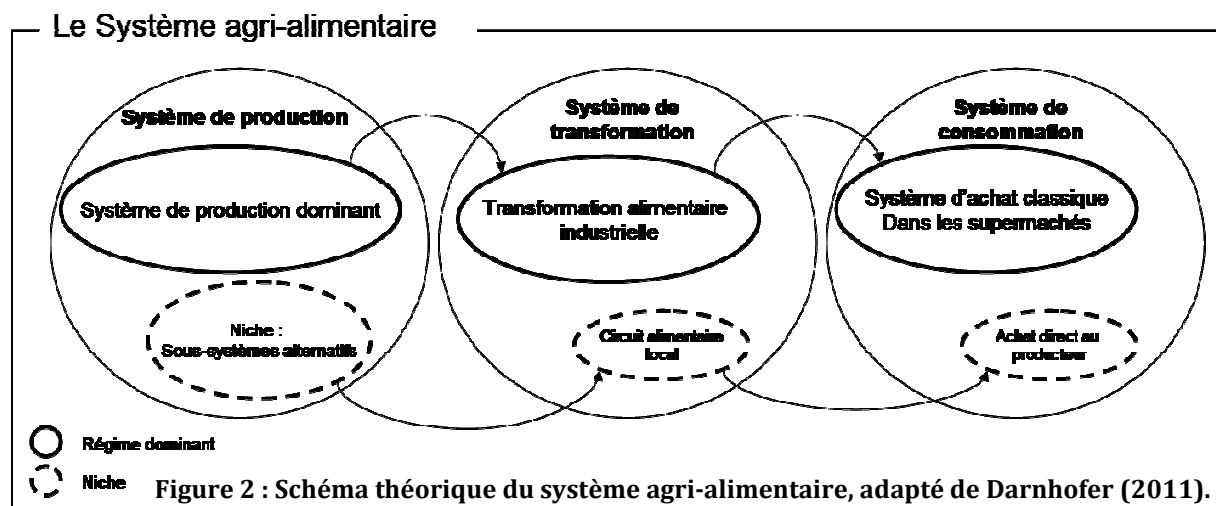 Le Système agri-alimentaire
Système de production
Système de production dominant
Niche :
Sous-systèmes alternatifs
Système de
transformation
Transformation alimentaire
industrielle
Circuit alimentaire
local
Système de
consommation
Système d'achat classique
Dans les supermachés
Achat direct au
producteur
Régime dominant
Niche
Figure 2 : Schéma théorique du système agri-alimentaire, adapté de Darnhofer (2011).